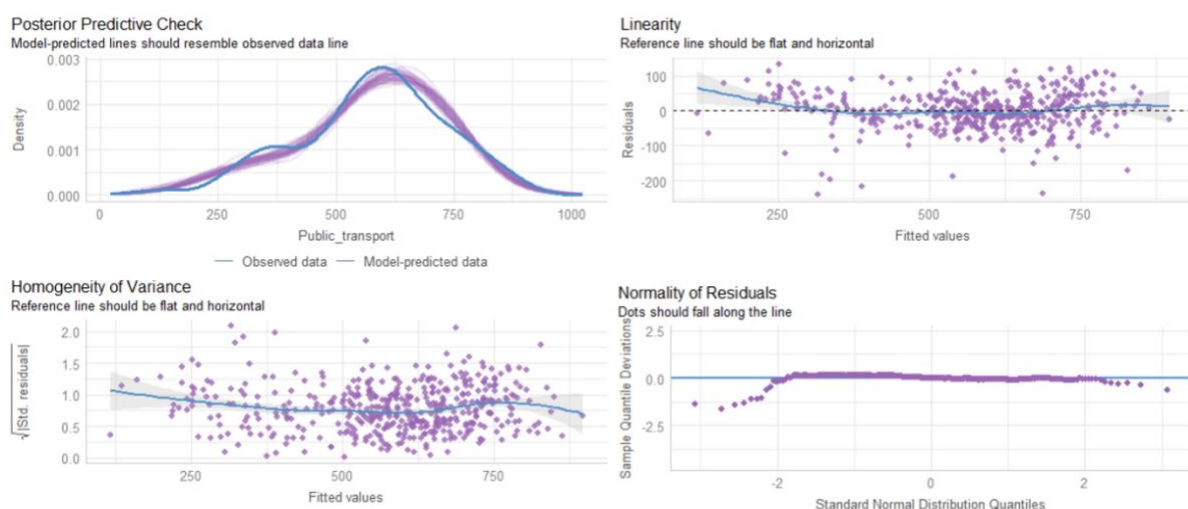 Posterior Predictive Check
Model-predicted lines should resemble observed data line
0.003
0.002
0.001
0.000
Density
0
250
500
750
1000
Public_transport
Observed data
Model-predicted data
Linearity
Reference line should be flat and horizontal
100
0
-100
-200
Residuals
250
500
750
Fitted values
Homogeneity of Variance
Reference line should be flat and horizontal
2.0
1.5
1.0
0.5
0.0
√|Std. residuals|
250
500
750
Fitted values
Normality of Residuals
Dots should fall along the line
2.5
0.0
-2.5
Sample Quantile Deviations
-2
0
2
Standard Normal Distribution Quantiles